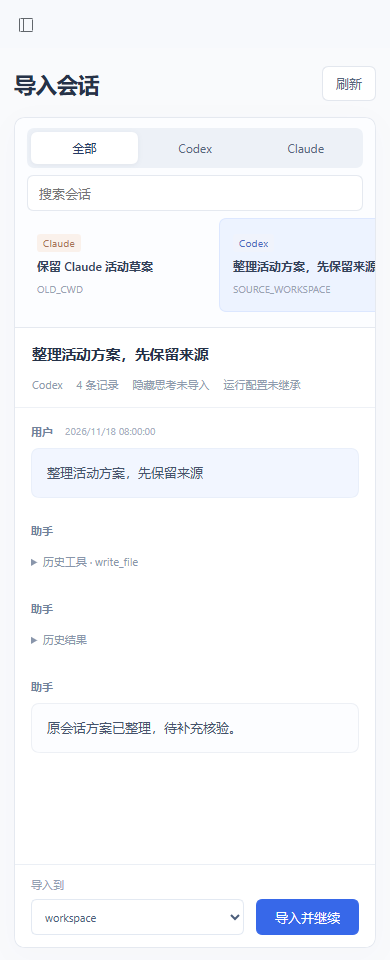 导入会话
刷新
全部
Codex
Claude
搜索会话
Claude
保留 Claude 活动草案
OLD_CWD
Codex
整理活动方案，先保留来源
SOURCE_WORKSPACE
整理活动方案，先保留来源
Codex 4 条记录 隐藏思考未导入 运行配置未继承
用户 2026/11/18 08:00:00
整理活动方案，先保留来源
助手
历史工具 · write_file
助手
历史结果
助手
原会话方案已整理，待补充核验。
导入到
workspace
导入并继续